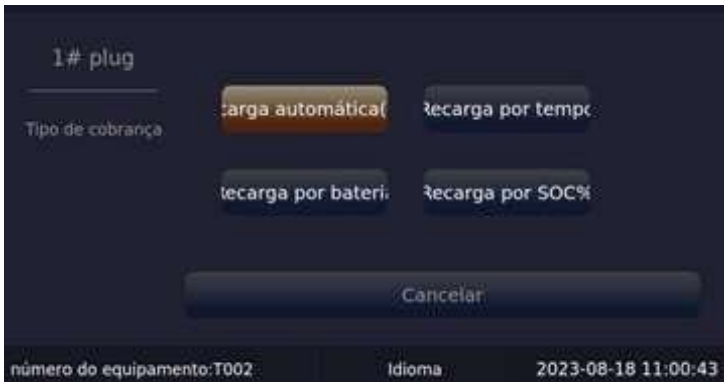 1# plug
Tipo de cobrança
carga automática(
Recarga por tempo
Recarga por bateria
Recarga por SOC%
Cancelar
número do equipamento:T002
Idioma
2023-08-18 11:00:43